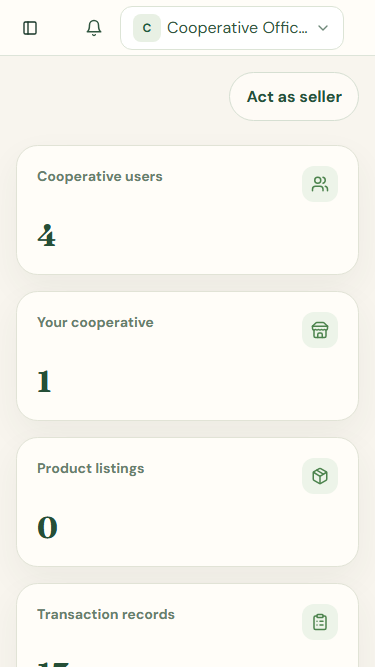 C Cooperative Offic...
Act as seller
Cooperative users
4
Your cooperative
1
Product listings
0
Transaction records